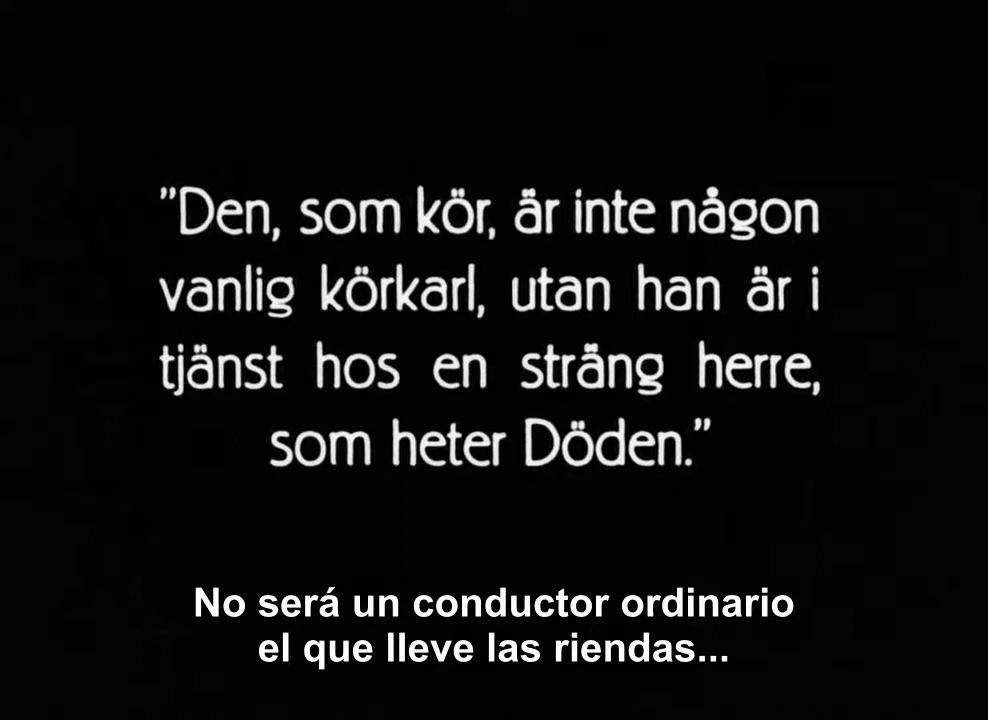 ”Den, som kör, är inte någon
vanlig körkarl, utan han är i
tjänst hos en sträng herre,
som heter Döden.”
No será un conductor ordinario
el que lleve las riendas...